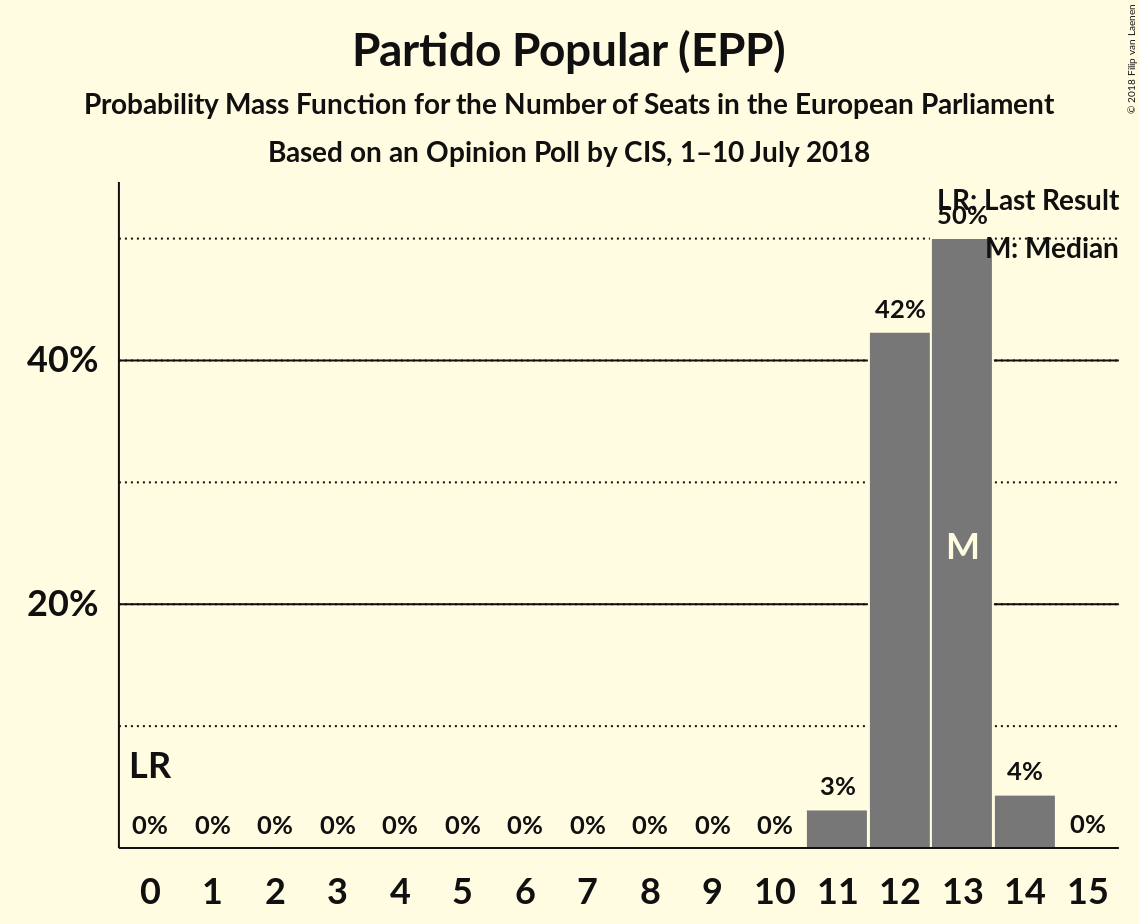 Partido Popular (EPP)
Probability Mass Function for the Number of Seats in the European Parliament
Based on an Opinion Poll by CIS, 1–10 July 2018
© 2018 Filip van Laenen
LR: Last Result
M: Median
50%
42%
40%
M
20%
LR
0% 0% 0% 0% 0% 0% 0% 0% 0% 0% 0% 3% 4% 0%
0 1 2 3 4 5 6 7 8 9 10 11 12 13 14 15